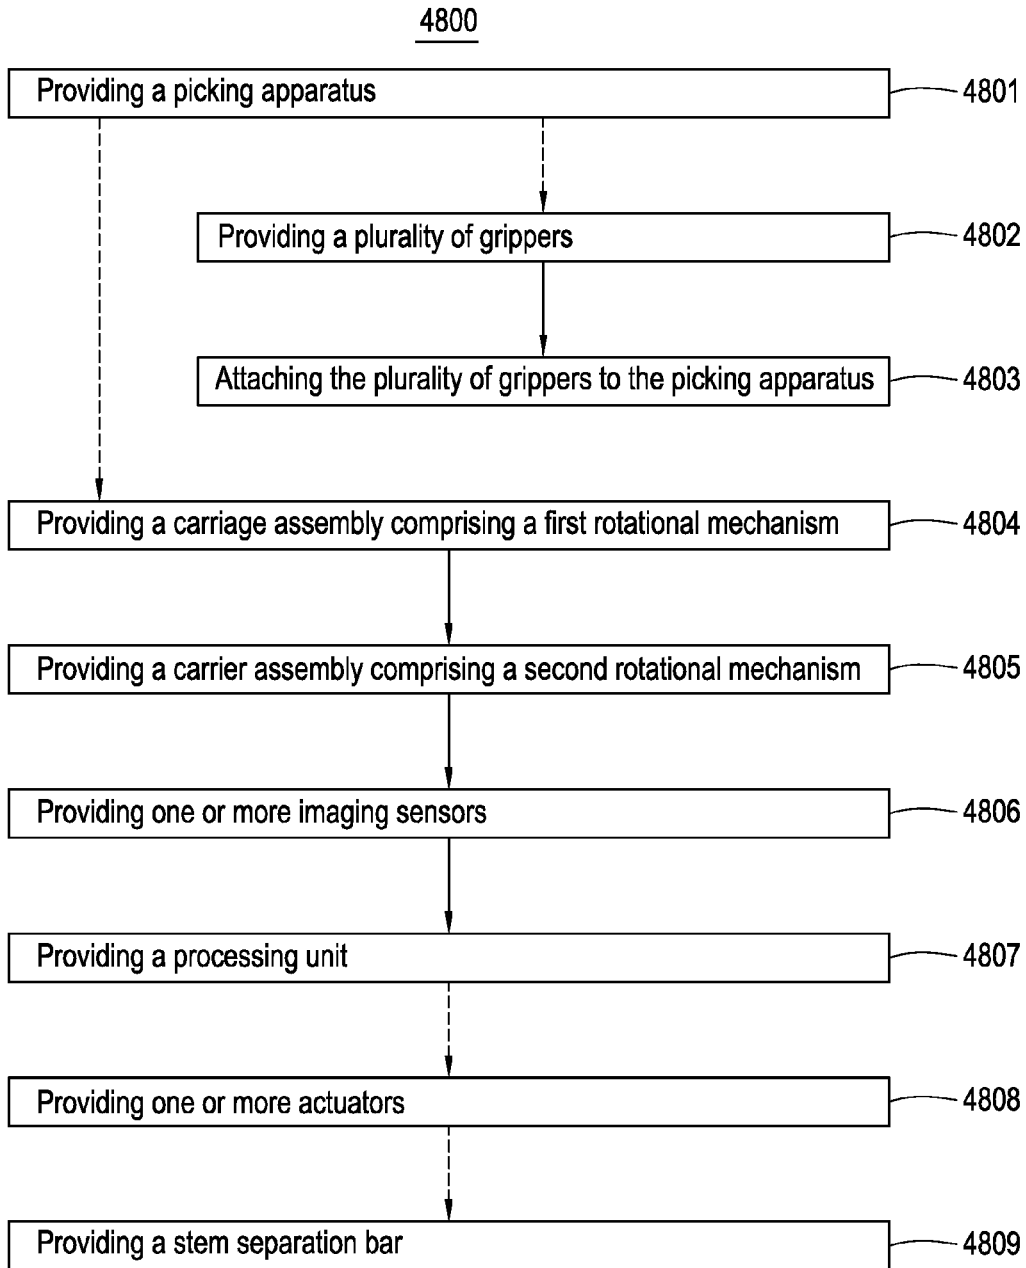 4800
Providing a picking apparatus 4801
Providing a plurality of grippers 4802
Attaching the plurality of grippers to the picking apparatus 4803
Providing a carriage assembly comprising a first rotational mechanism 4804
Providing a carrier assembly comprising a second rotational mechanism 4805
Providing one or more imaging sensors 4806
Providing a processing unit 4807
Providing one or more actuators 4808
Providing a stem separation bar 4809